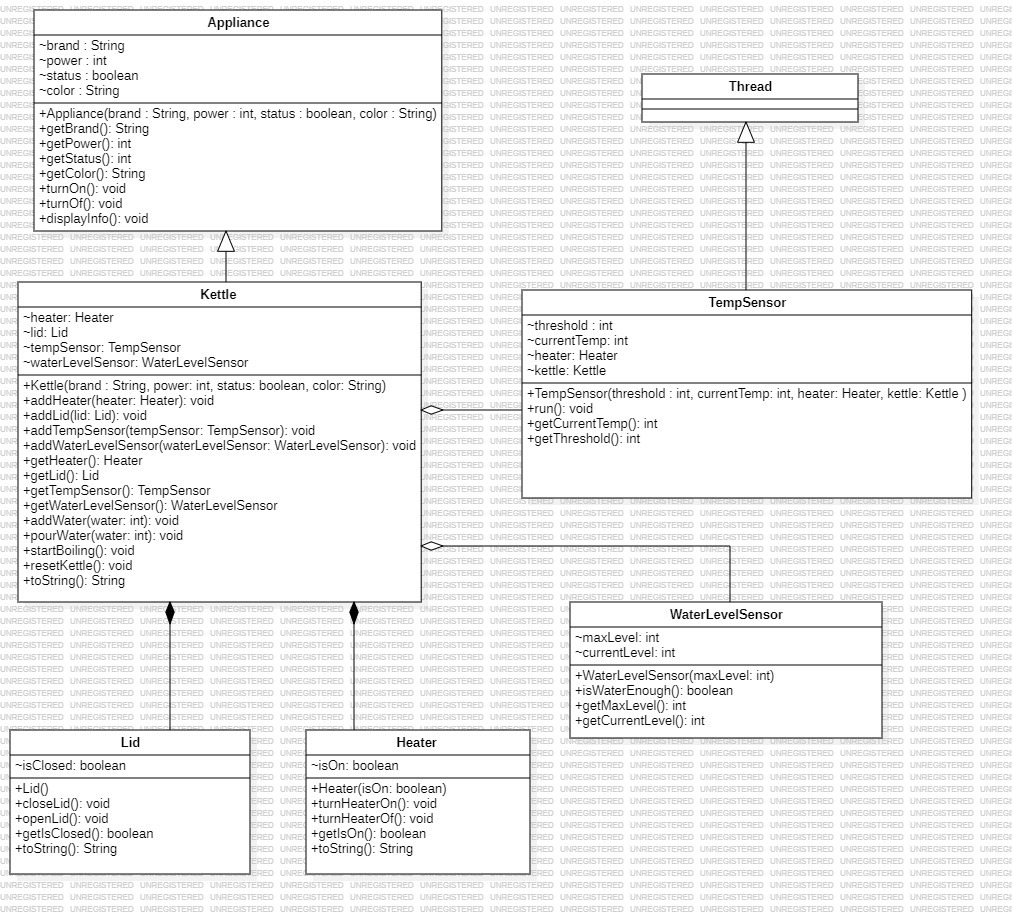 Appliance
~brand : String
~power : int
~status : boolean
~color : String
+Appliance(brand : String, power : int, status : boolean, color : String)
+getBrand(): String
+getPower(): int
+getStatus(): int
+getColor(): String
+turnOn(): void
+turnOf(): void
+displayInfo(): void
Thread
Kettle
~heater: Heater
~lid: Lid
~tempSensor: TempSensor
~waterLevelSensor: WaterLevelSensor
+Kettle(brand : String, power: int, status: boolean, color: String)
+addHeater(heater: Heater): void
+addLid(lid: Lid): void
+addTempSensor(tempSensor: TempSensor): void
+addWaterLevelSensor(waterLevelSensor: WaterLevelSensor): void
+getHeater(): Heater
+getLid(): Lid
+getTempSensor(): TempSensor
+getWaterLevelSensor(): WaterLevelSensor
+addWater(water: int): void
+pourWater(water: int): void
+startBoiling(): void
+resetKettle(): void
+toString(): String
TempSensor
~threshold : int
~currentTemp: int
~heater: Heater
~kettle: Kettle
+TempSensor(threshold : int, currentTemp: int, heater: Heater, kettle: Kettle )
+run(): void
+getCurrentTemp(): int
+getThreshold(): int
WaterLevelSensor
~maxLevel: int
~currentLevel: int
+WaterLevelSensor(maxLevel: int)
+isWaterEnough(): boolean
+getMaxLevel(): int
+getCurrentLevel(): int
Lid
~isClosed: boolean
+Lid()
+closeLid(): void
+openLid(): void
+getIsClosed(): boolean
+toString(): String
Heater
~isOn: boolean
+Heater(isOn: boolean)
+turnHeaterOn(): void
+turnHeaterOf(): void
+getIsOn(): boolean
+toString(): String
UNREGISTERED